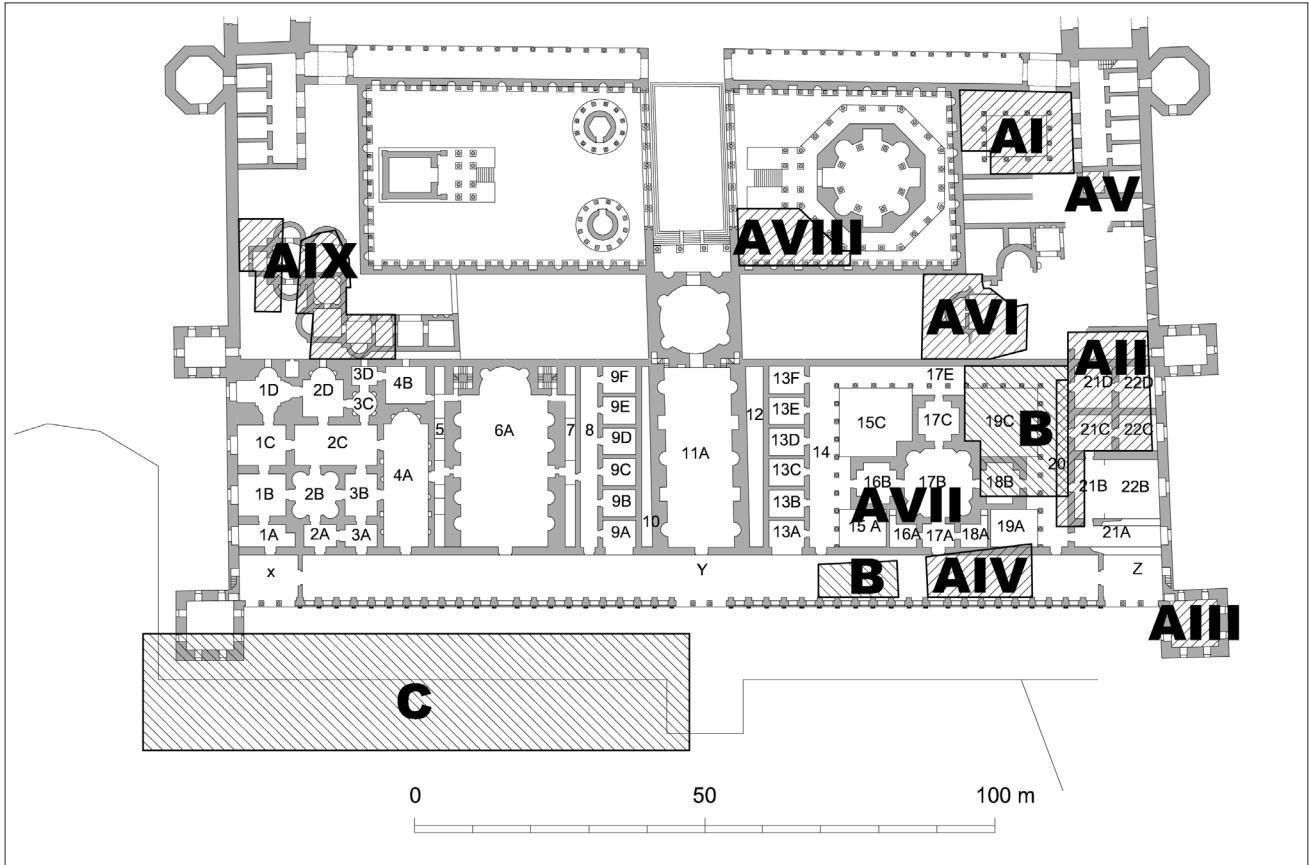 AI
AV
AVIII
AIX
AVI
AII
1D
2D
3D
4B
3C
9F
13F
17E
21D
22D
9E
13E
15C
17C
19C
B
1C
2C
5
6A
7
8
9D
11A
12
13D
14
21C
22C
4A
9C
13C
16B
17B
18B
20
1B
2B
3B
9B
13B
AVII
21B
22B
1A
2A
3A
9A
10
13A
15 A
16A
17A
18A
19A
21A
x
Y
B
AIV
Z
AIII
C
0
50
100 m